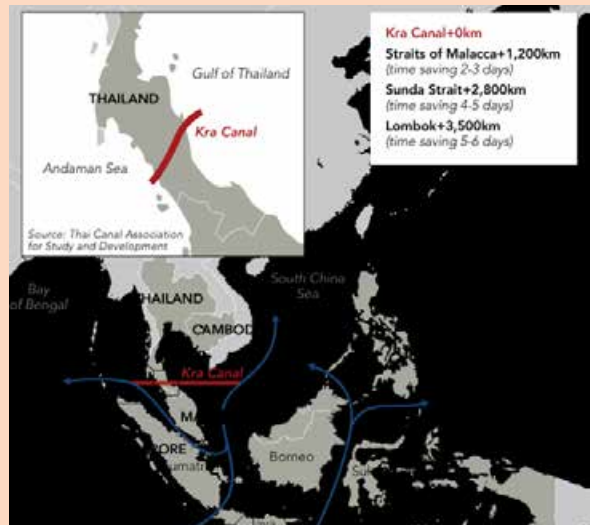 Gulf of Thailand
THAILAND
Kra Canal
Andaman Sea
Source: Thai Canal Association
for Study and Development
Kra Canal+0km
Straits of Malacca+1,200km
(time saving 2-3 days)
Sunda Strait+2,800km
(time saving 4-5 days)
Lombok+3,500km
(time saving 5-6 days)
Bay
of Bengal
South China
Sea
HAILAND
CAMBOD
Kra Canal
MA
ORE
umat
Borneo
Su